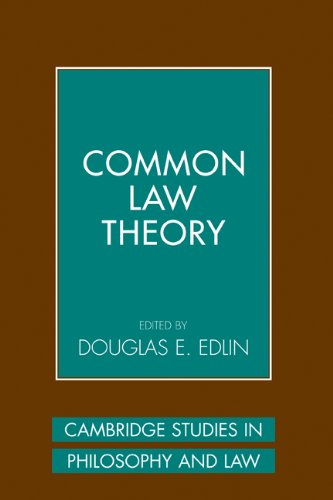 COMMON
LAW
THEORY
EDITED BY
DOUGLAS E. EDLIN
CAMBRIDGE STUDIES IN
PHILOSOPHY AND LAW